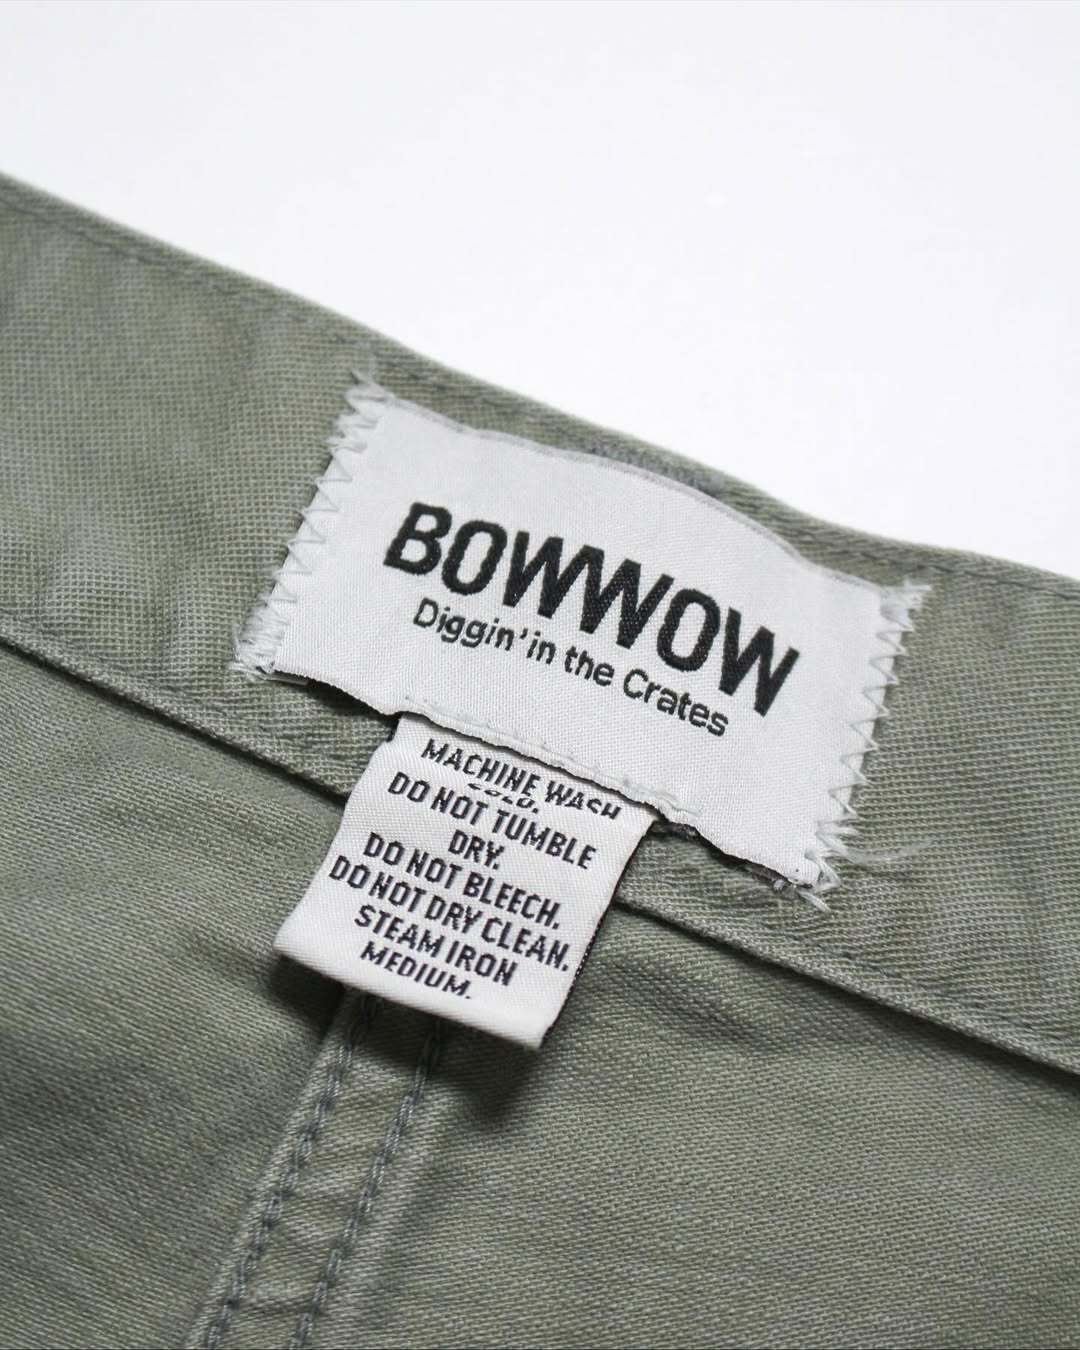 BOWWOW
Diggin' in the Crates
MACHINE WASH
COLD.
DO NOT TUMBLE
DRY.
DO NOT BLEECH.
DO NOT DRY CLEAN.
STEAM IRON
MEDIUM.